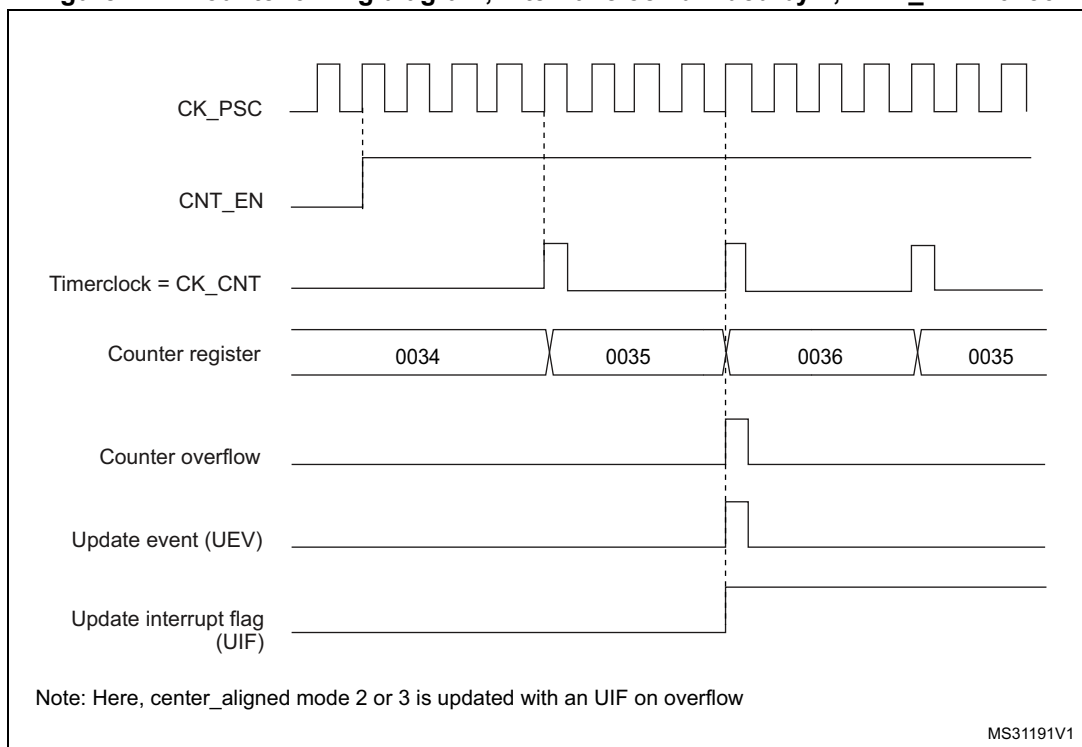 CK_PSC
CNT_EN
Timerclock = CK_CNT
Counter register
0034
0035
0036
0035
Counter overflow
Update event (UEV)
Update interrupt flag
(UIF)
Note: Here, center_aligned mode 2 or 3 is updated with an UIF on overflow
MS31191V1